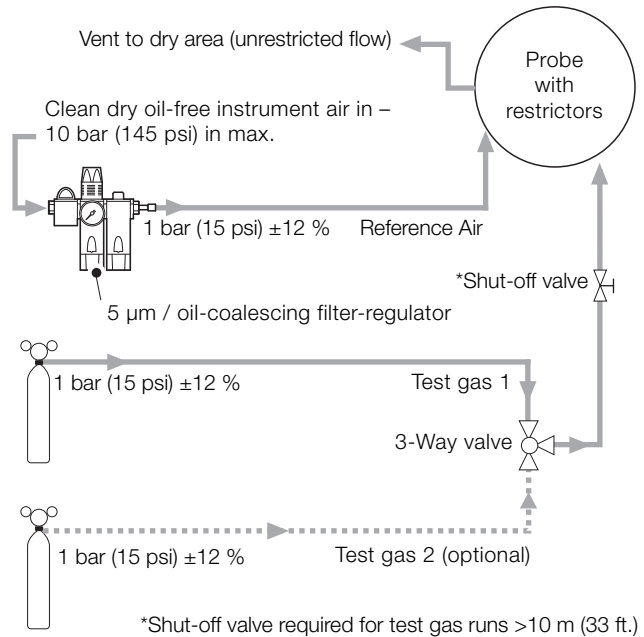 Vent to dry area (unrestricted flow)
Probe
with
restrictors
Clean dry oil-free instrument air in –
10 bar (145 psi) in max.
1 bar (15 psi) ±12 %
Reference Air
5 µm / oil-coalescing filter-regulator
*Shut-off valve
1 bar (15 psi) ±12 %
Test gas 1
3-Way valve
1 bar (15 psi) ±12 %
Test gas 2 (optional)
*Shut-off valve required for test gas runs >10 m (33 ft.)